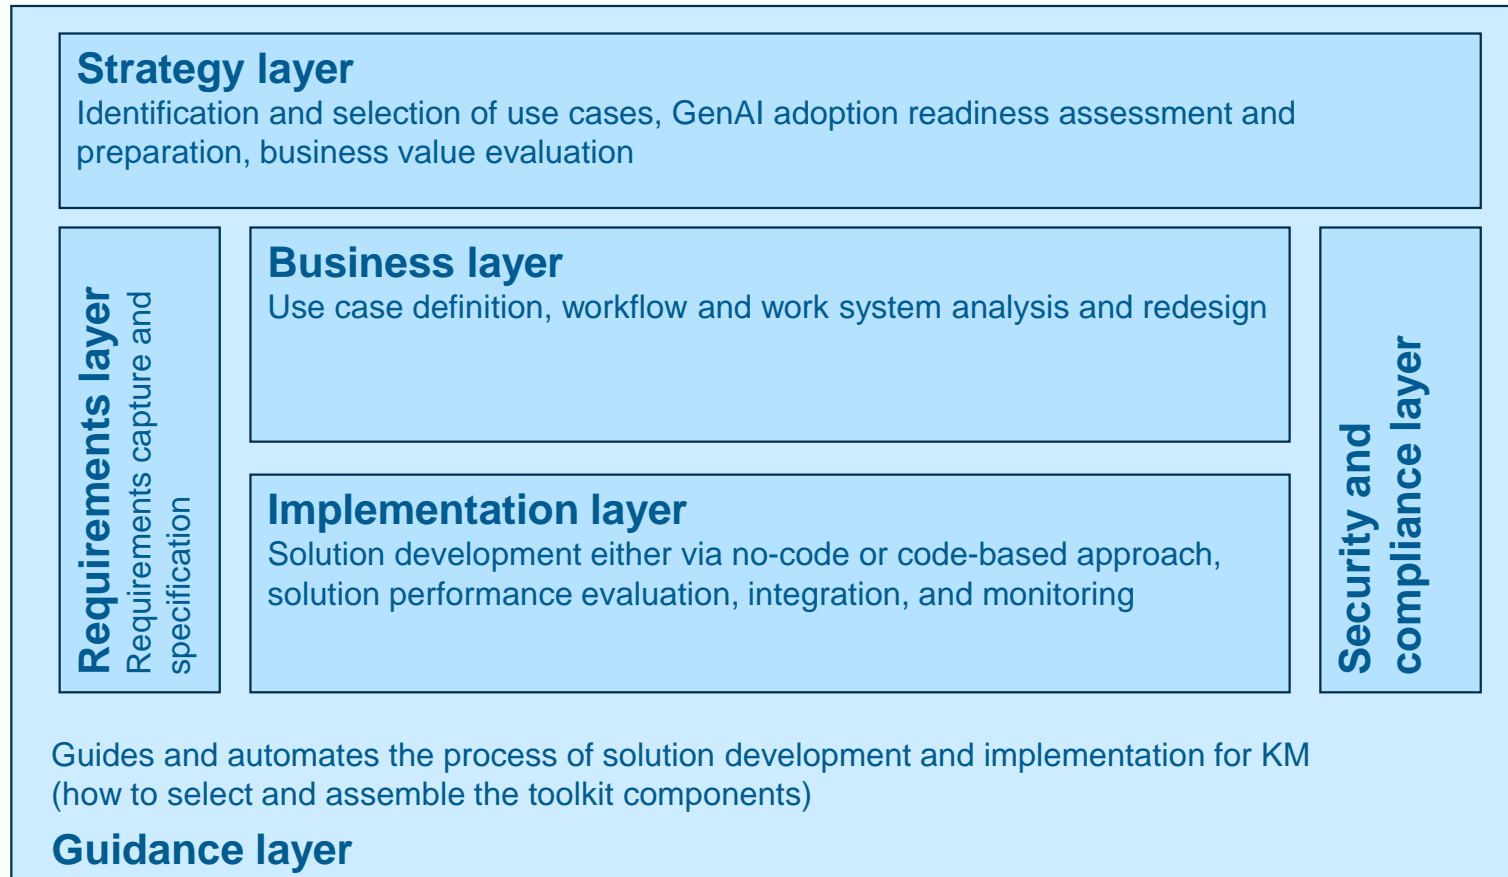 Strategy layer
Identification and selection of use cases, GenAI adoption readiness assessment and
preparation, business value evaluation
Requirements layer
Requirements capture and
specification
Business layer
Use case definition, workflow and work system analysis and redesign
Implementation layer
Solution development either via no-code or code-based approach,
solution performance evaluation, integration, and monitoring
Security and
compliance layer
Guides and automates the process of solution development and implementation for KM
(how to select and assemble the toolkit components)
Guidance layer